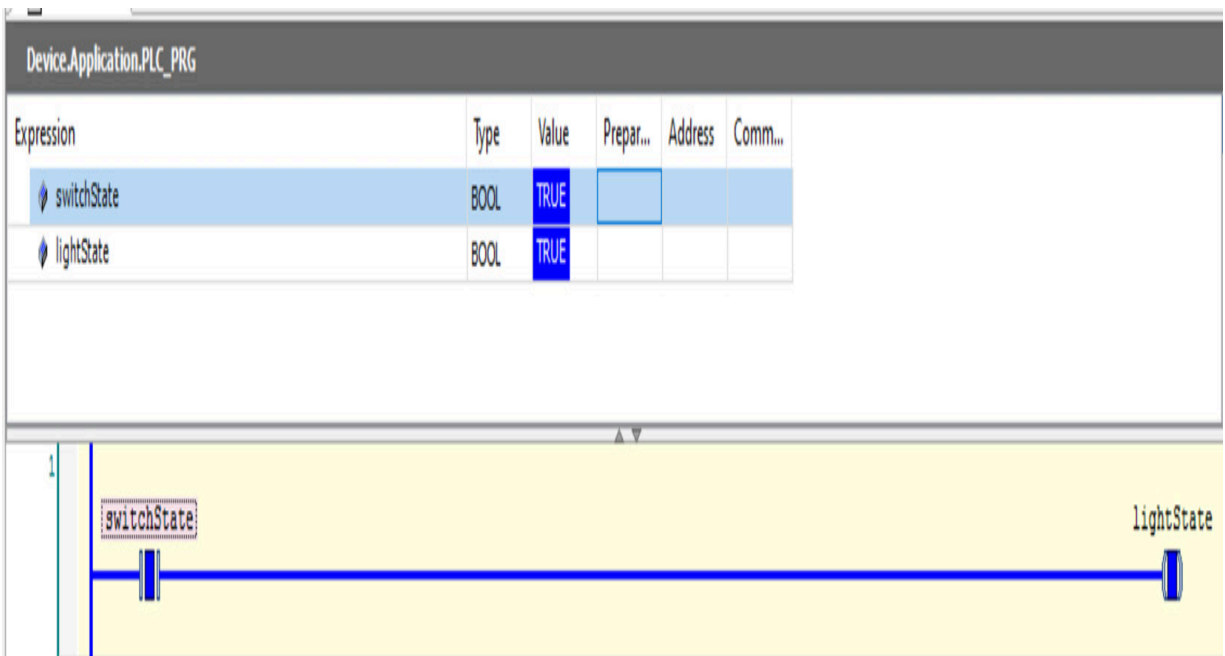 Device.Application.PLC_PRG
Expression Type Value Prepar... Address Comm...
switchState BOOL TRUE
lightState BOOL TRUE
1
switchState lightState